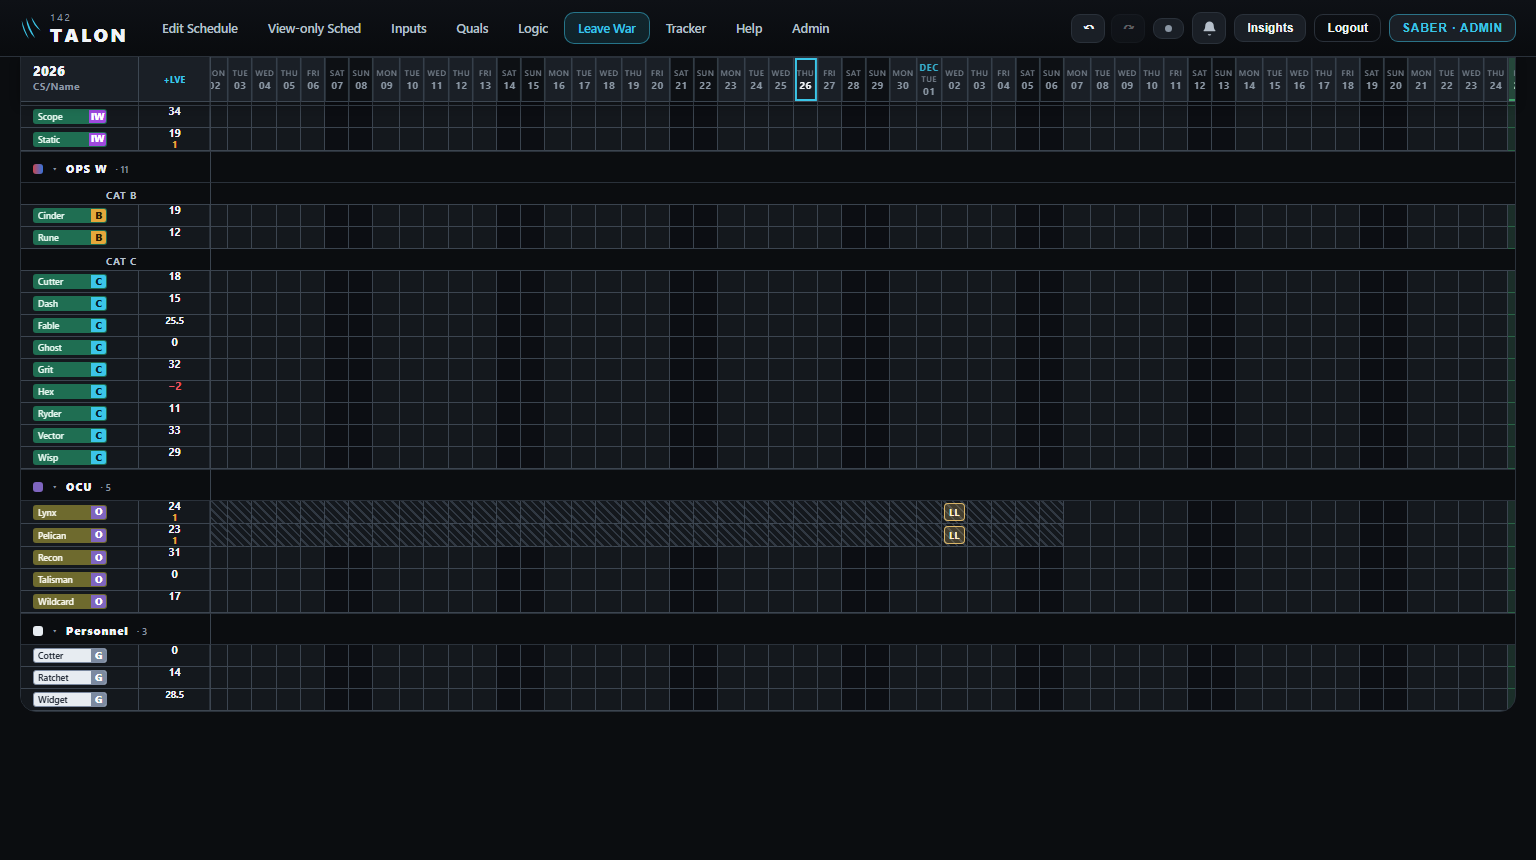 142
TALON
Edit Schedule View-only Sched Inputs Quals Logic Leave War Tracker Help Admin
Insights Logout SABER · ADMIN
2026
CS/Name
+LVE
ON 02 TUE 03 WED 04 THU 05 FRI 06 SAT 07 SUN 08 MON 09 TUE 10 WED 11 THU 12 FRI 13 SAT 14 SUN 15 MON 16 TUE 17 WED 18 THU 19 FRI 20 SAT 21 SUN 22 MON 23 TUE 24 WED 25 THU 26 FRI 27 SAT 28 SUN 29 MON 30 DEC TUE 01 WED 02 THU 03 FRI 04 SAT 05 SUN 06 MON 07 TUE 08 WED 09 THU 10 FRI 11 SAT 12 SUN 13 MON 14 TUE 15 WED 16 THU 17 FRI 18 SAT 19 SUN 20 MON 21 TUE 22 WED 23 THU 24
Scope IW 34
Static IW 19
1
· OPS W · 11
CAT B
Cinder B 19
Rune B 12
CAT C
Cutter C 18
Dash C 15
Fable C 25.5
Ghost C 0
Grit C 32
Hex C −2
Ryder C 11
Vector C 33
Wisp C 29
· OCU · 5
Lynx O 24 LL
1
Pelican O 23 LL
1
Recon O 31
Talisman O 0
Wildcard O 17
· Personnel · 3
Cotter G 0
Ratchet G 14
Widget G 28.5